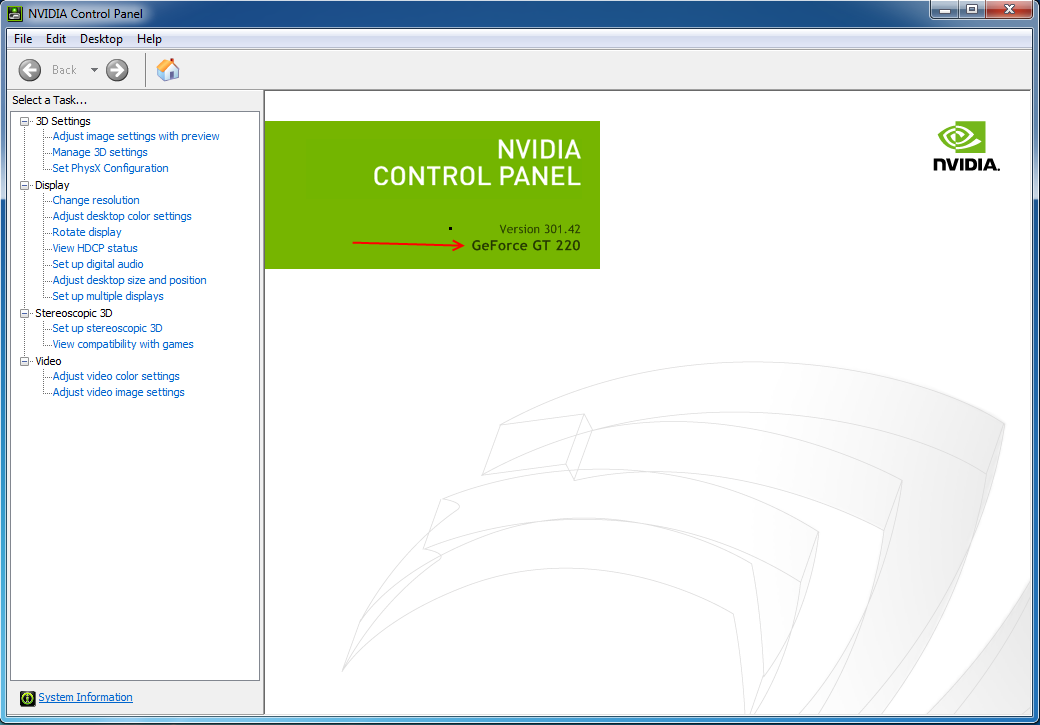 NVIDIA Control Panel
File Edit Desktop Help
Back
Select a Task...
3D Settings
Adjust image settings with preview
Manage 3D settings
Set PhysX Configuration
Display
Change resolution
Adjust desktop color settings
Rotate display
View HDCP status
Set up digital audio
Adjust desktop size and position
Set up multiple displays
Stereoscopic 3D
Set up stereoscopic 3D
View compatibility with games
Video
Adjust video color settings
Adjust video image settings
System Information
NVIDIA
CONTROL PANEL
Version 301.42
GeForce GT 220
NVIDIA.